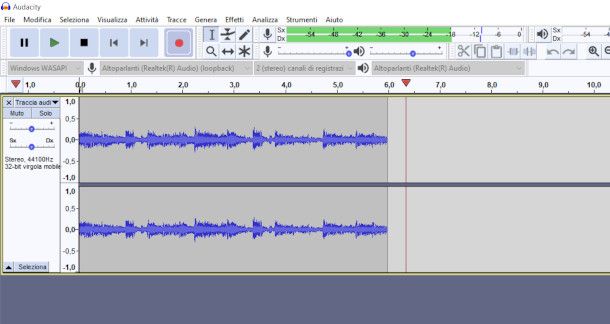 Audacity
File Modifica Seleziona Visualizza Attività Tracce Genera Effetti Analizza Strumenti Aiuto
Sx -54 -48 -42 -36 -30 -24 -18 -12 -6 0
Dx
Sx -54 -48 -42
Dx
Windows WASAPI Altoparlanti (Realtek(R) Audio) (loopback) 2 (stereo) canali di registrazi Altoparlanti (Realtek(R) Audio)
1,0 0,0 1,0 2,0 3,0 4,0 5,0 6,0 7,0 8,0 9,0 10,0
X Traccia audi
Mute Solo
- +
Sx Dx
Stereo, 44100Hz
32-bit virgola mobile
1,0
0,5
0,0
-0,5
-1,0
1,0
0,5
0,0
-0,5
-1,0
Seleziona